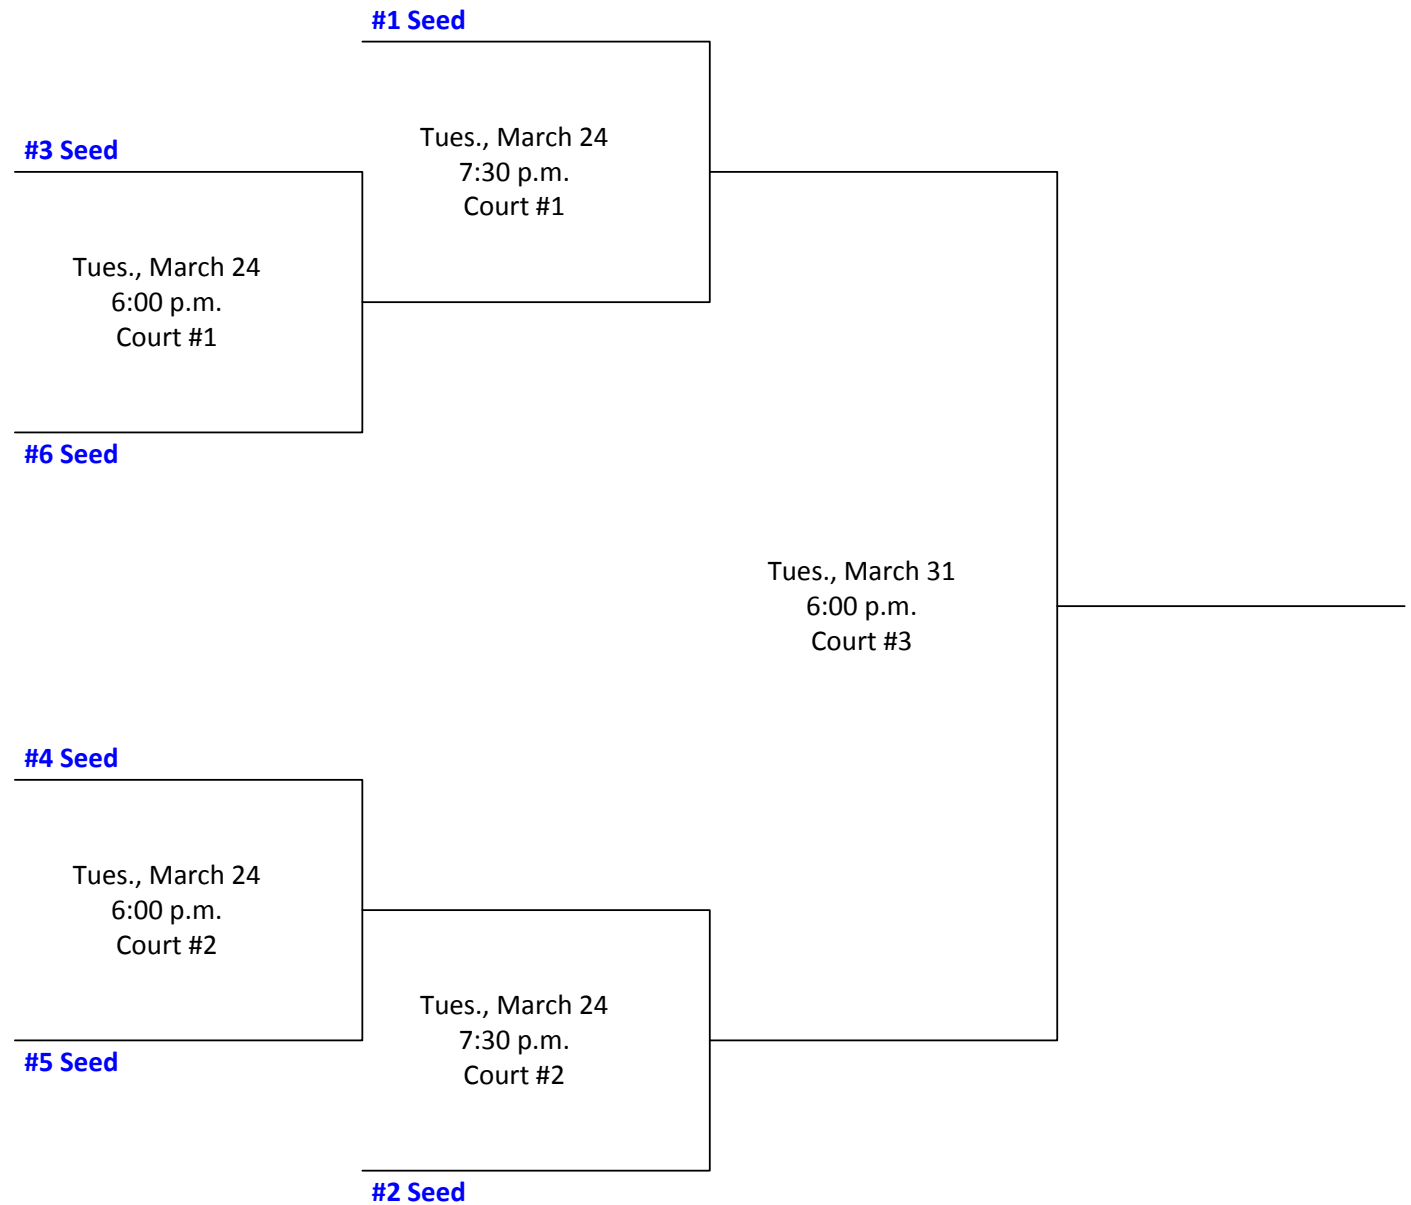 #1 Seed
#3 Seed
Tues., March 24
7:30 p.m.
Court #1
Tues., March 24
6:00 p.m.
Court #1
#6 Seed
Tues., March 31
6:00 p.m.
Court #3
#4 Seed
Tues., March 24
6:00 p.m.
Court #2
#5 Seed
Tues., March 24
7:30 p.m.
Court #2
#2 Seed